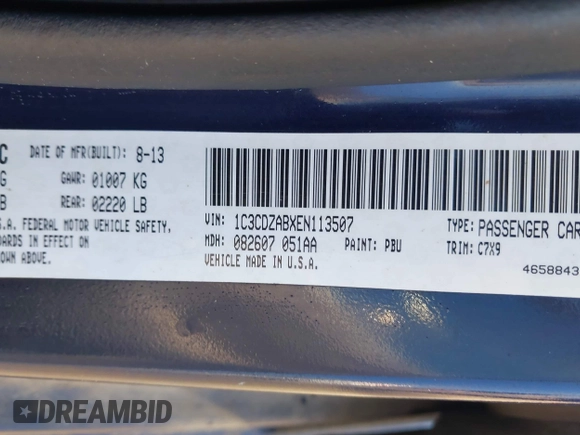 C DATE OF MFR(BUILT): 8-13
G GAWR: 01007 KG
B REAR: 02220 LB
S.A. FEDERAL MOTOR VEHICLE SAFETY,
ARDS IN EFFECT ON
OWN ABOVE.
VIN: 1C3CDZABXEN113507 TYPE: PASSENGER CAR
MDH: 082607 051AA PAINT: PBU TRIM: C7X9
VEHICLE MADE IN U.S.A.
4658843
DREAMBID